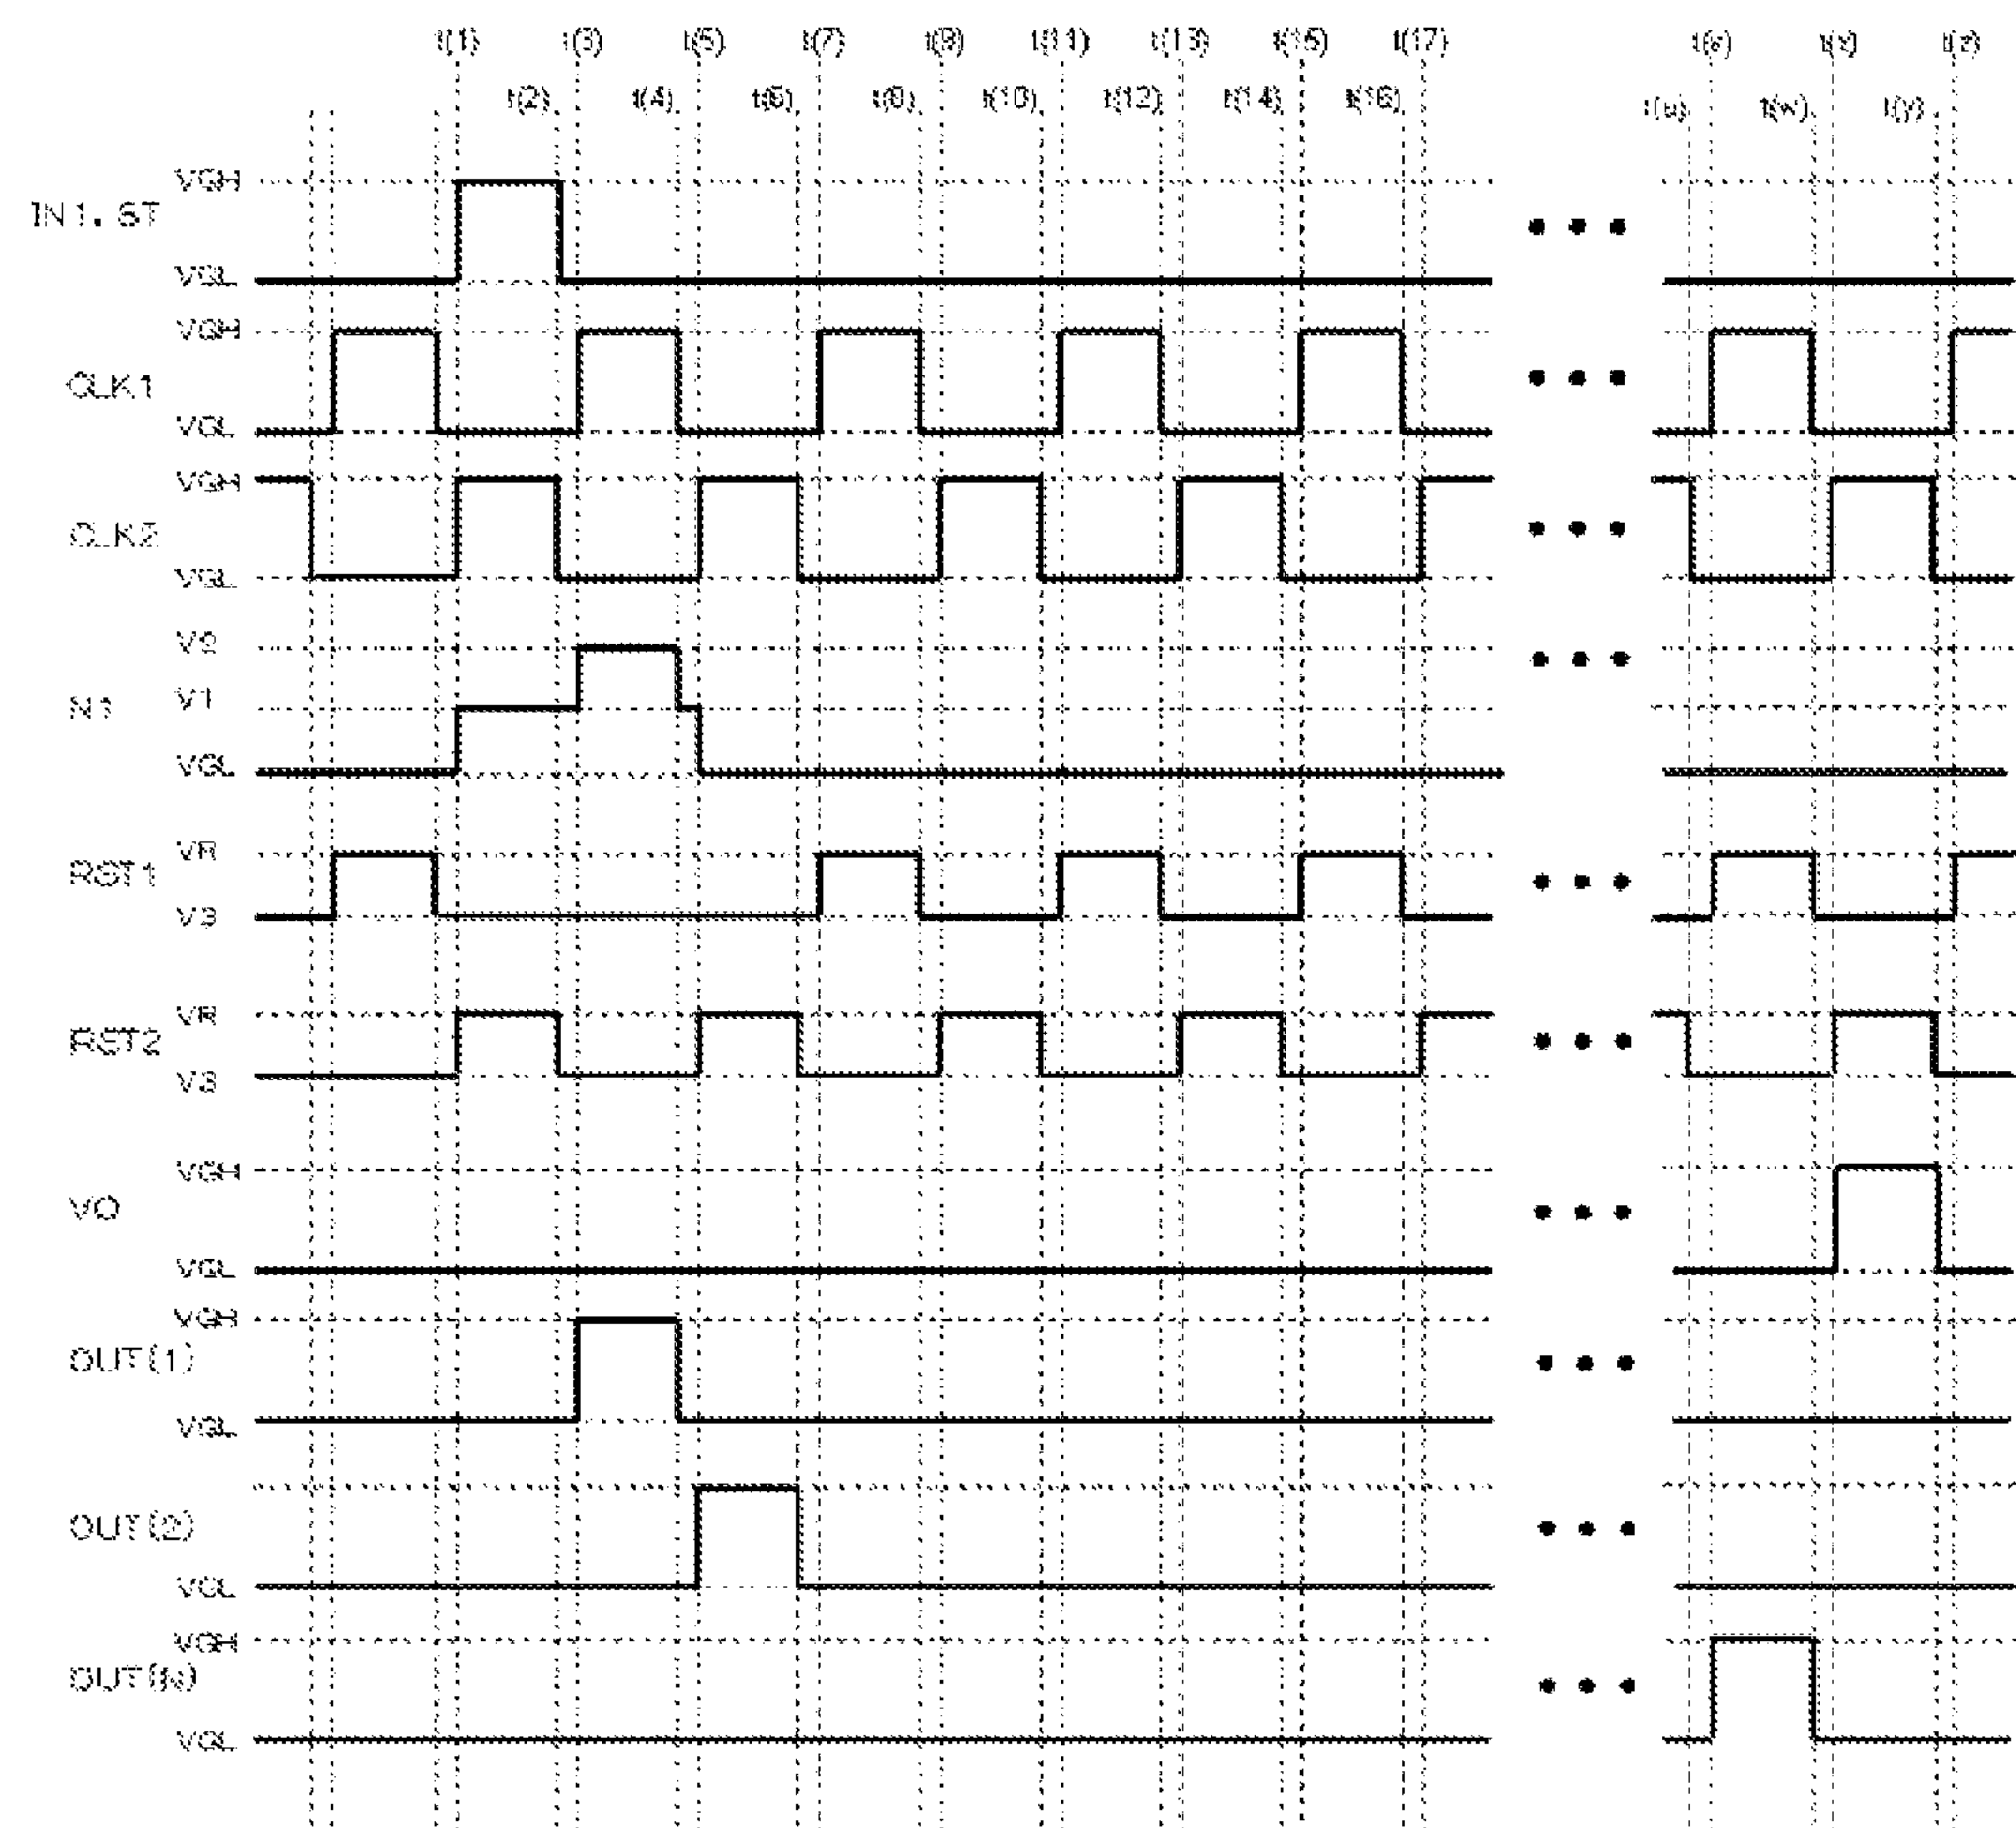 t(1) t(3) t(5) t(7) t(9) t(11) t(13) t(15) t(17) t(x) t(v) t(z)
t(2) t(4) t(6) t(8) t(10) t(12) t(14) t(16) t(u) t(w) t(y)
VGH
IN1. ST
VGL
VGH
CLK1
VGL
VGH
CLK2
VGL
V2
V1
N1
VGL
VR
RST1
V3
VR
RST2
V3
VGH
VO
VGL
VGH
OUT(1)
VGL
OUT(2)
VGL
VGH
OUT(N)
VGL